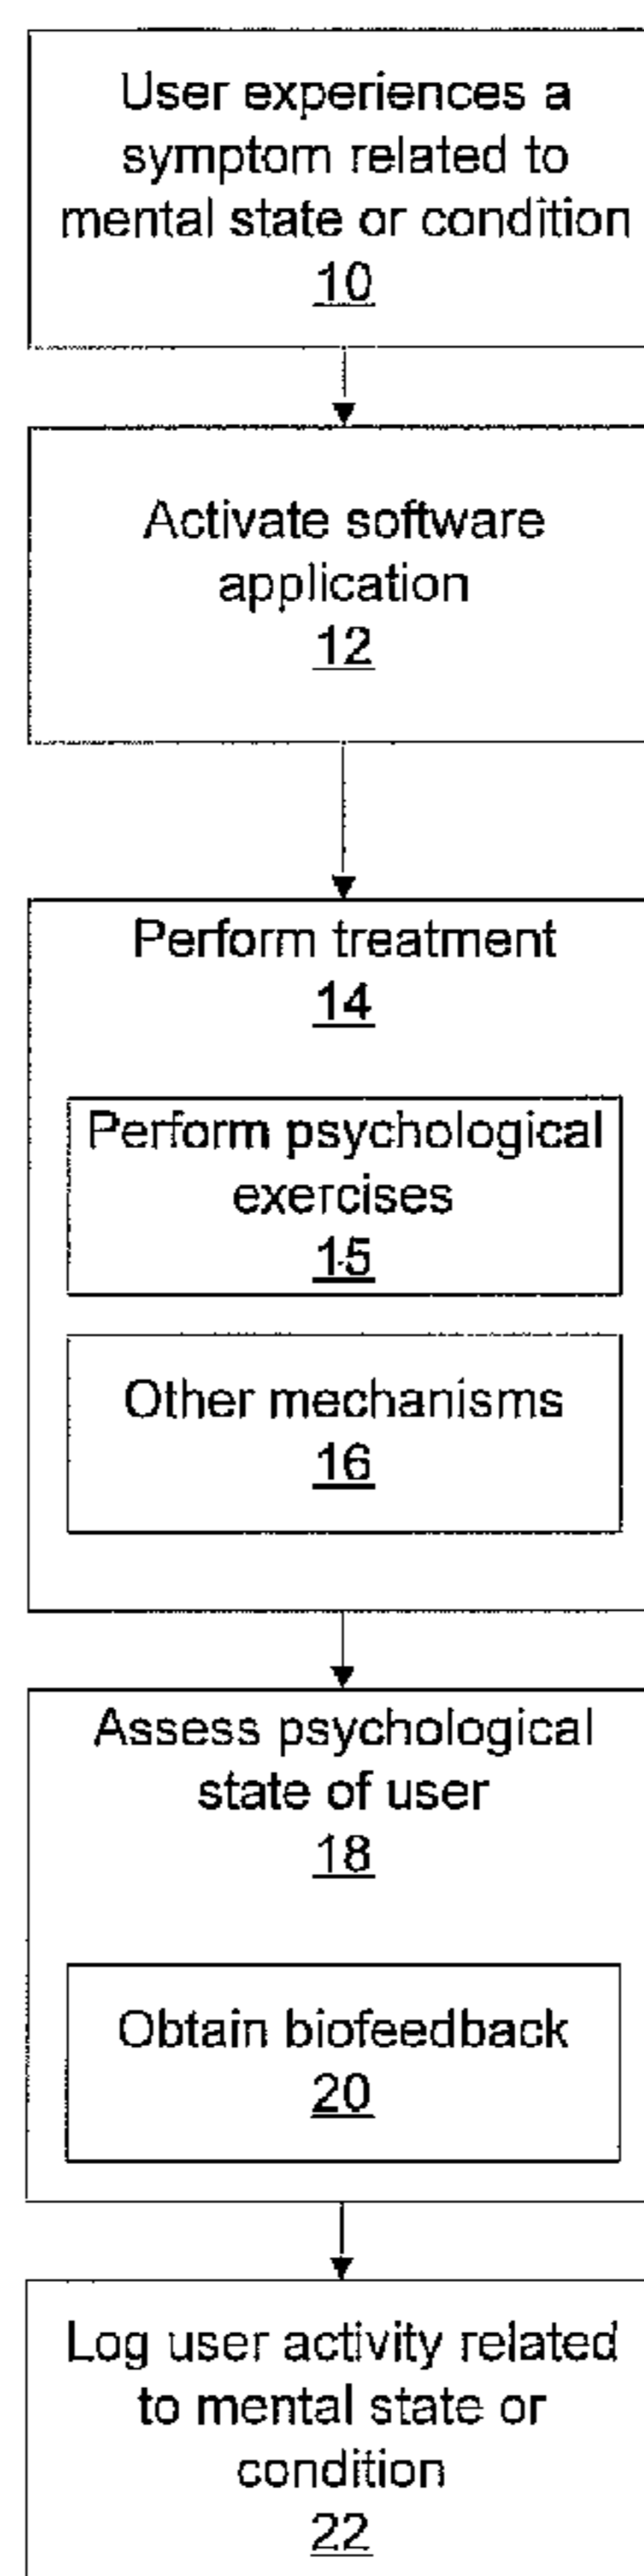 User experiences a
symptom related to
mental state or condition
10
Activate software
application
12
Perform treatment
14
Perform psychological
exercises
15
Other mechanisms
16
Assess psychological
state of user
18
Obtain biofeedback
20
Log user activity related
to mental state or
condition
22